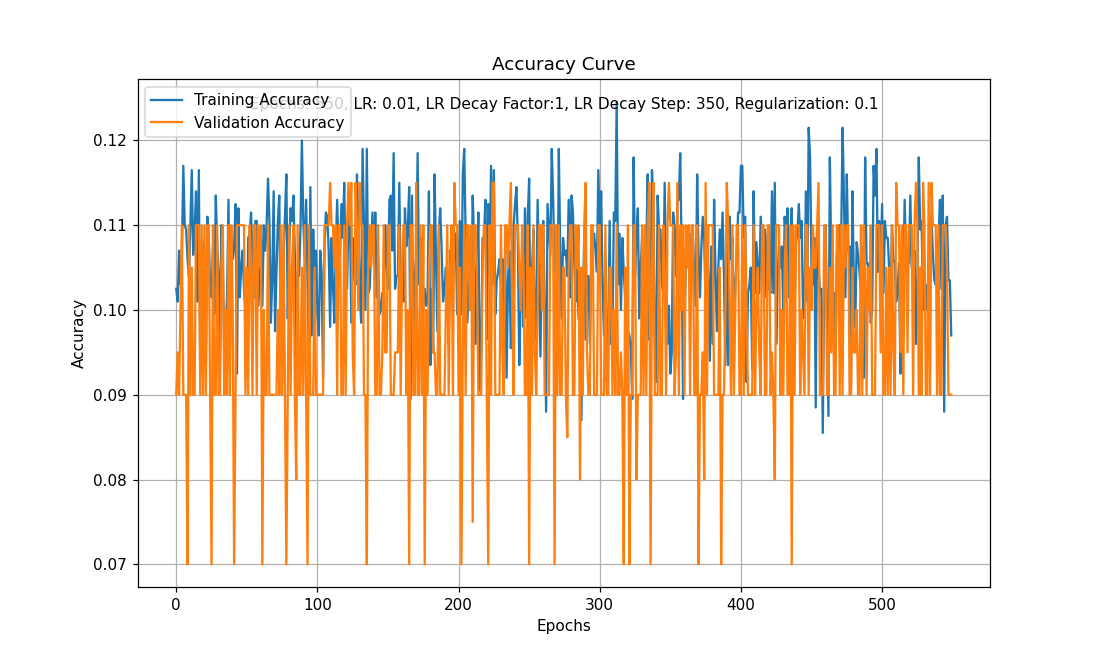 Accuracy Curve
Epochs: 550, LR: 0.01, LR Decay Factor:1, LR Decay Step: 350, Regularization: 0.1
Training Accuracy
Validation Accuracy
Accuracy
0.12
0.11
0.10
0.09
0.08
0.07
0 100 200 300 400 500
Epochs